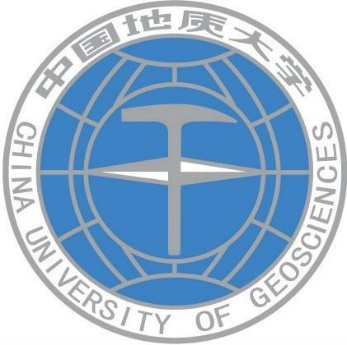 中国地质大学
CHINA UNIVERSITY OF GEOSCIENCES